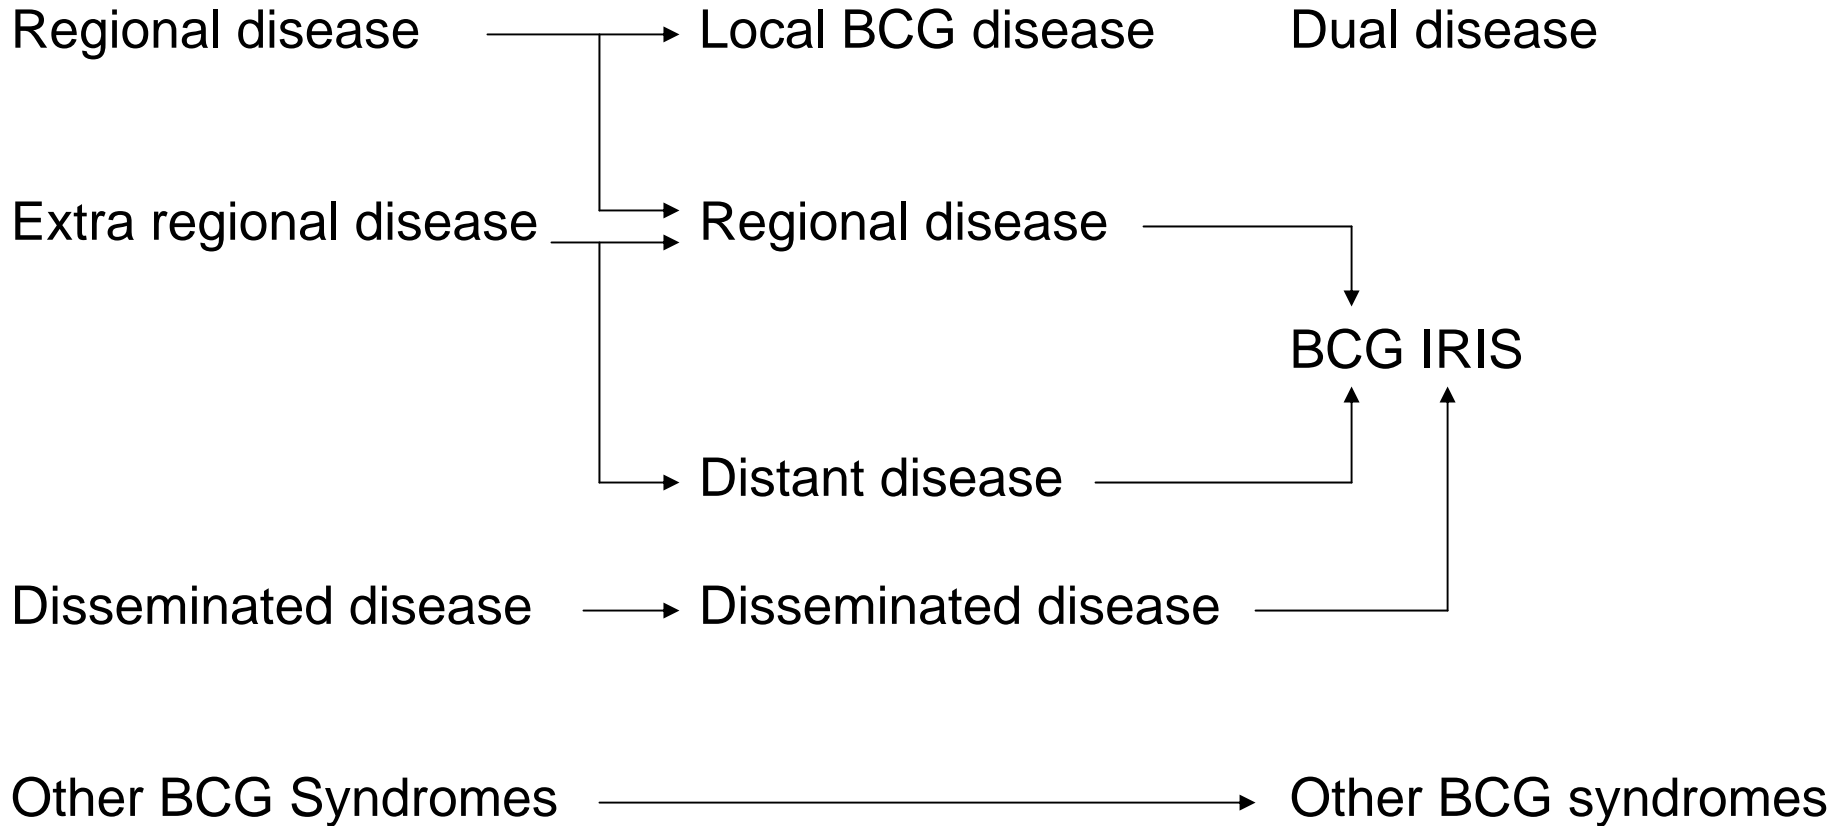 Regional disease
Local BCG disease
Dual disease
Extra regional disease
Regional disease
BCG IRIS
Distant disease
Disseminated disease
Disseminated disease
Other BCG Syndromes
Other BCG syndromes